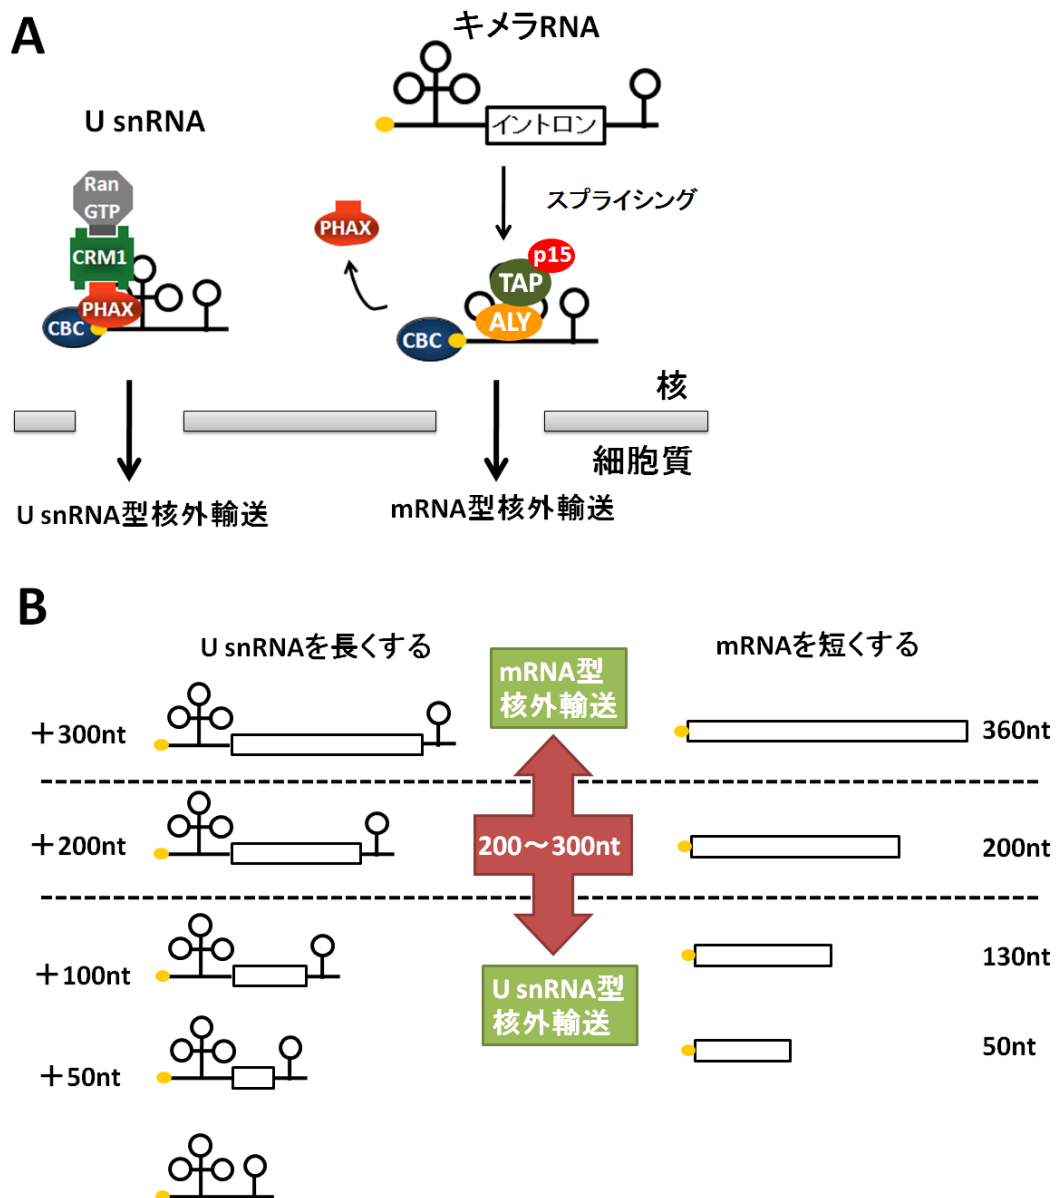 A
キメラRNA
U snRNA
イントロン
スプライシング
Ran
GTP
CRM1
PHAX
CBC
PHAX
p15
TAP
ALY
CBC
核
細胞質
U snRNA型核外輸送
mRNA型核外輸送
B
U snRNAを長くする
mRNA型
核外輸送
mRNAを短くする
＋300nt
360nt
＋200nt
200～300nt
200nt
＋100nt
130nt
U snRNA型
核外輸送
＋50nt
50nt